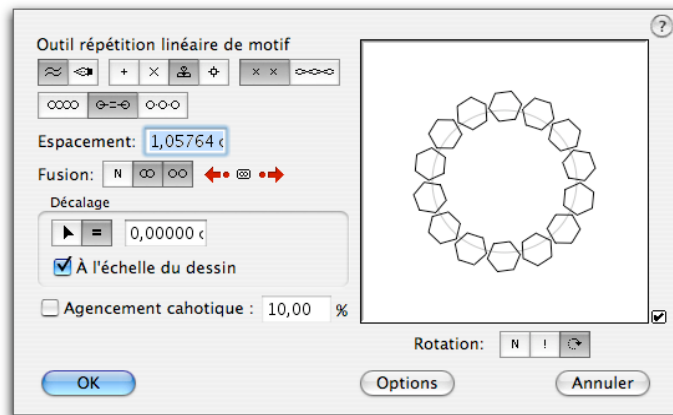 ?
Outil répétition linéaire de motif
Espacement: 1,05764 c
Fusion: N
Décalage
= 0,00000 c
À l'échelle du dessin
Agencement cahotique : 10,00 %
Rotation: N !
OK Options Annuler